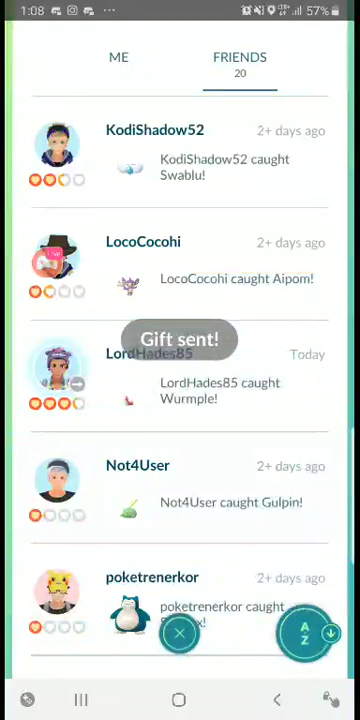 1:08
57%
ME
FRIENDS
20
KodiShadow52
2+ days ago
KodiShadow52 caught
Swablu!
LocoCocohi
2+ days ago
LocoCocohi caught Aipom!
Gift sent!
LordHades85
Today
LordHades85 caught
Wurmple!
Not4User
2+ days ago
Not4User caught Gulpin!
poketrenerkor
2+ days ago
poketrenerkor caught
A
Z